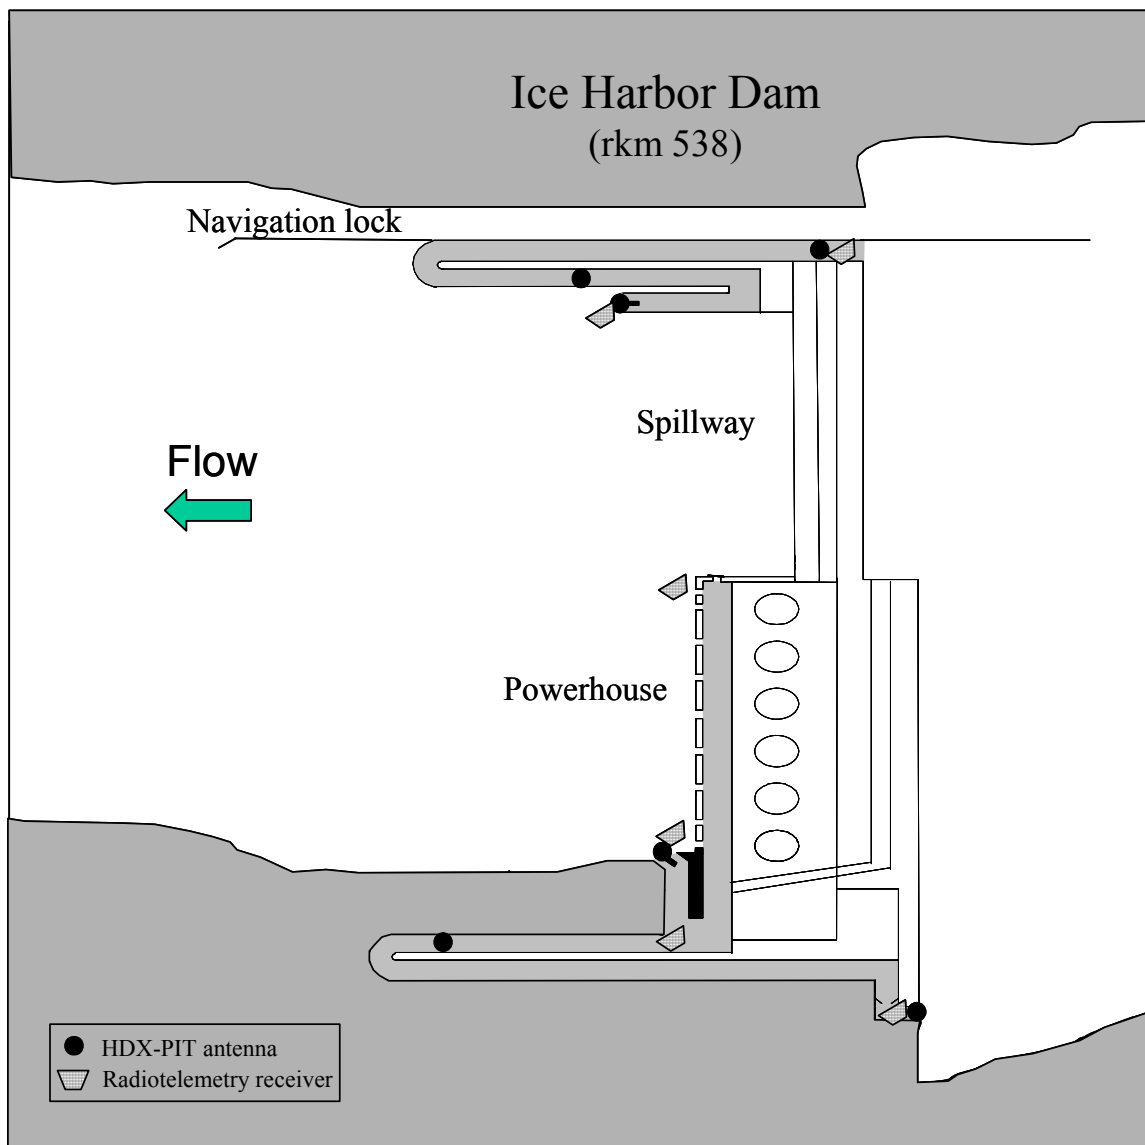 Ice Harbor Dam
(rkm 538)
Navigation lock
Spillway
Flow
Powerhouse
HDX-PIT antenna
Radiotelemetry receiver